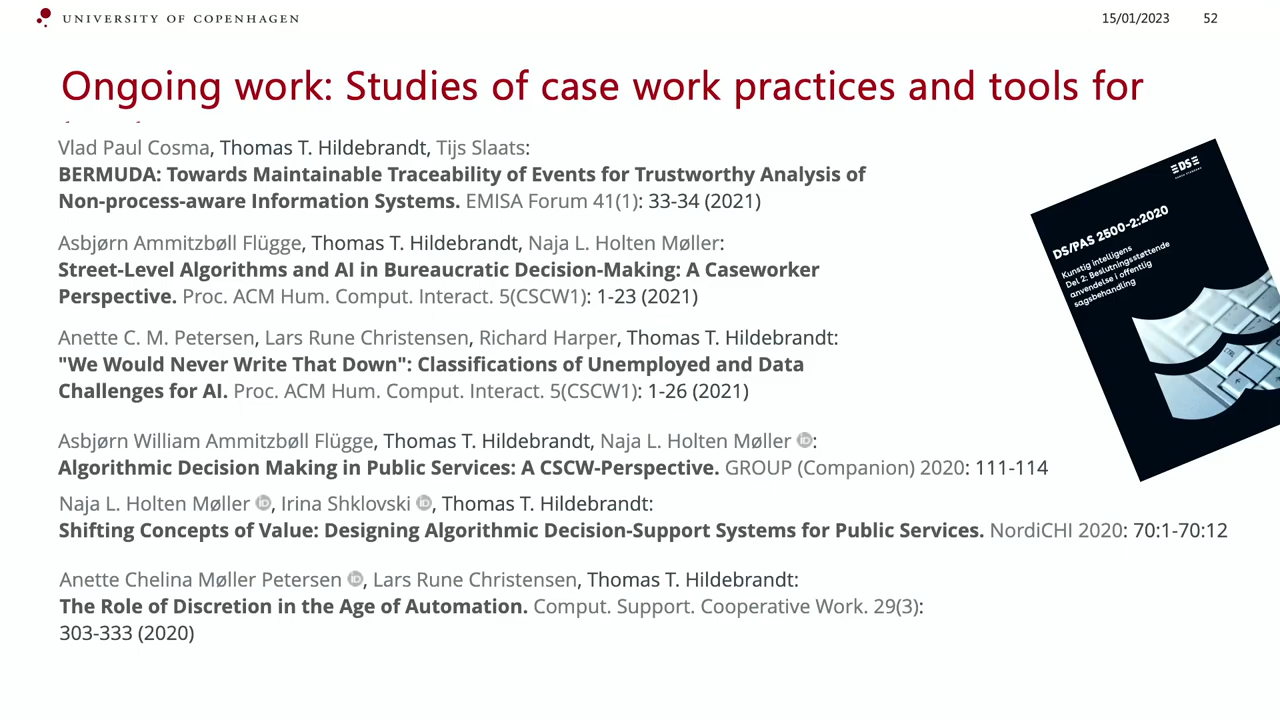 UNIVERSITY OF COPENHAGEN
15/01/2023 52
Ongoing work: Studies of case work practices and tools for
Vlad Paul Cosma, Thomas T. Hildebrandt, Tijs Slaats:
BERMUDA: Towards Maintainable Traceability of Events for Trustworthy Analysis of
Non-process-aware Information Systems. EMISA Forum 41(1): 33-34 (2021)
Asbjørn Ammitzbøll Flügge, Thomas T. Hildebrandt, Naja L. Holten Møller:
Street-Level Algorithms and AI in Bureaucratic Decision-Making: A Caseworker
Perspective. Proc. ACM Hum. Comput. Interact. 5(CSCW1): 1-23 (2021)
Anette C. M. Petersen, Lars Rune Christensen, Richard Harper, Thomas T. Hildebrandt:
"We Would Never Write That Down": Classifications of Unemployed and Data
Challenges for AI. Proc. ACM Hum. Comput. Interact. 5(CSCW1): 1-26 (2021)
Asbjørn William Ammitzbøll Flügge, Thomas T. Hildebrandt, Naja L. Holten Møller iD:
Algorithmic Decision Making in Public Services: A CSCW-Perspective. GROUP (Companion) 2020: 111-114
Naja L. Holten Møller iD, Irina Shklovski iD, Thomas T. Hildebrandt:
Shifting Concepts of Value: Designing Algorithmic Decision-Support Systems for Public Services. NordiCHI 2020: 70:1-70:12
Anette Chelina Møller Petersen iD, Lars Rune Christensen, Thomas T. Hildebrandt:
The Role of Discretion in the Age of Automation. Comput. Support. Cooperative Work. 29(3):
303-333 (2020)
DS
DS/PAS 2500-2:2020
Kunstig intelligens
Del 2: Beslutningsstøttende
anvendelse i offentlig
sagsbehandling